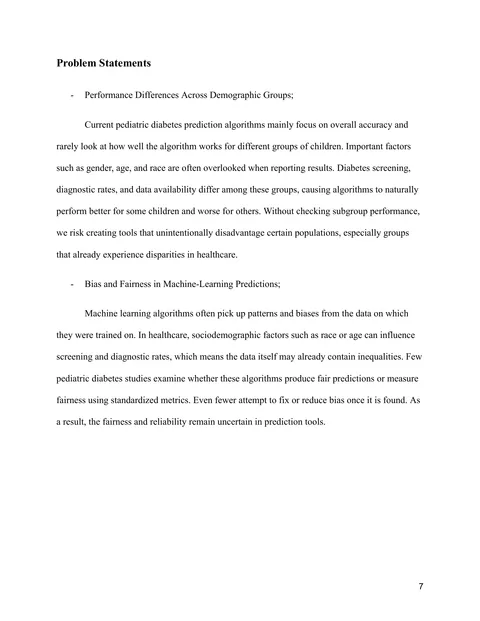 Problem Statements
- Performance Differences Across Demographic Groups;
Current pediatric diabetes prediction algorithms mainly focus on overall accuracy and
rarely look at how well the algorithm works for different groups of children. Important factors
such as gender, age, and race are often overlooked when reporting results. Diabetes screening,
diagnostic rates, and data availability differ among these groups, causing algorithms to naturally
perform better for some children and worse for others. Without checking subgroup performance,
we risk creating tools that unintentionally disadvantage certain populations, especially groups
that already experience disparities in healthcare.
- Bias and Fairness in Machine-Learning Predictions;
Machine learning algorithms often pick up patterns and biases from the data on which
they were trained on. In healthcare, sociodemographic factors such as race or age can influence
screening and diagnostic rates, which means the data itself may already contain inequalities. Few
pediatric diabetes studies examine whether these algorithms produce fair predictions or measure
fairness using standardized metrics. Even fewer attempt to fix or reduce bias once it is found. As
a result, the fairness and reliability remain uncertain in prediction tools.
7